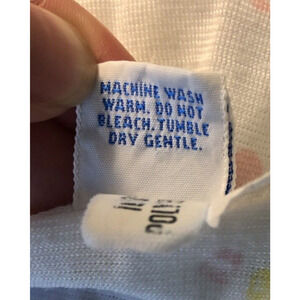 MACHINE WASH
WARM. DO NOT
BLEACH. TUMBLE
DRY GENTLE.